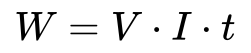 W = V · I · t